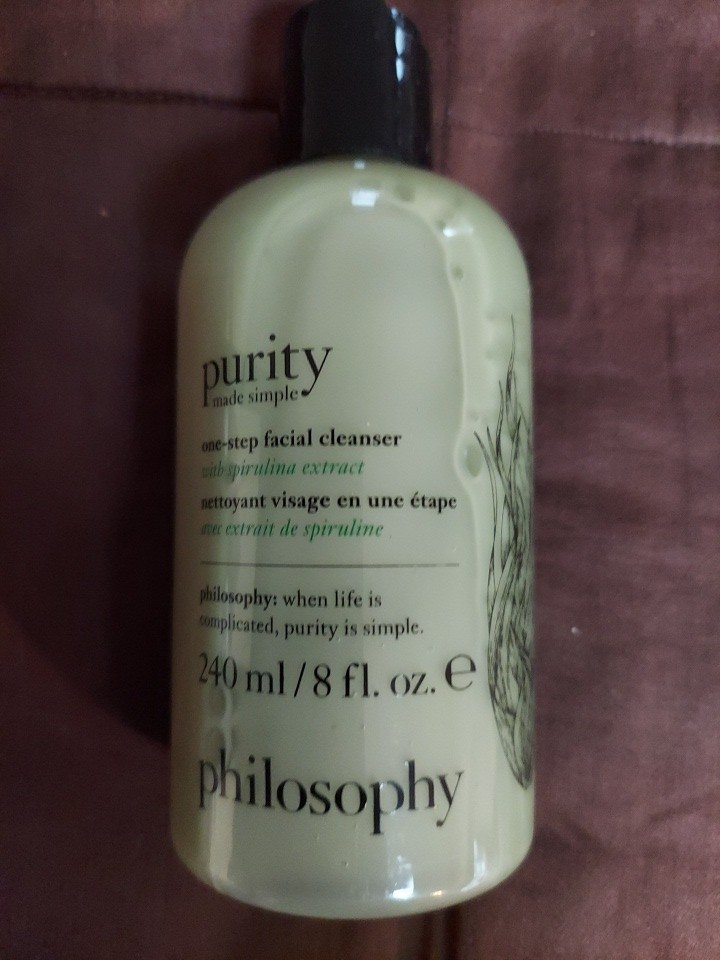 purity
made simple
one-step facial cleanser
with spirulina extract
nettoyant visage en une étape
avec extrait de spiruline
philosophy: when life is
complicated, purity is simple.
240 ml/8 fl. oz. ℮
philosophy